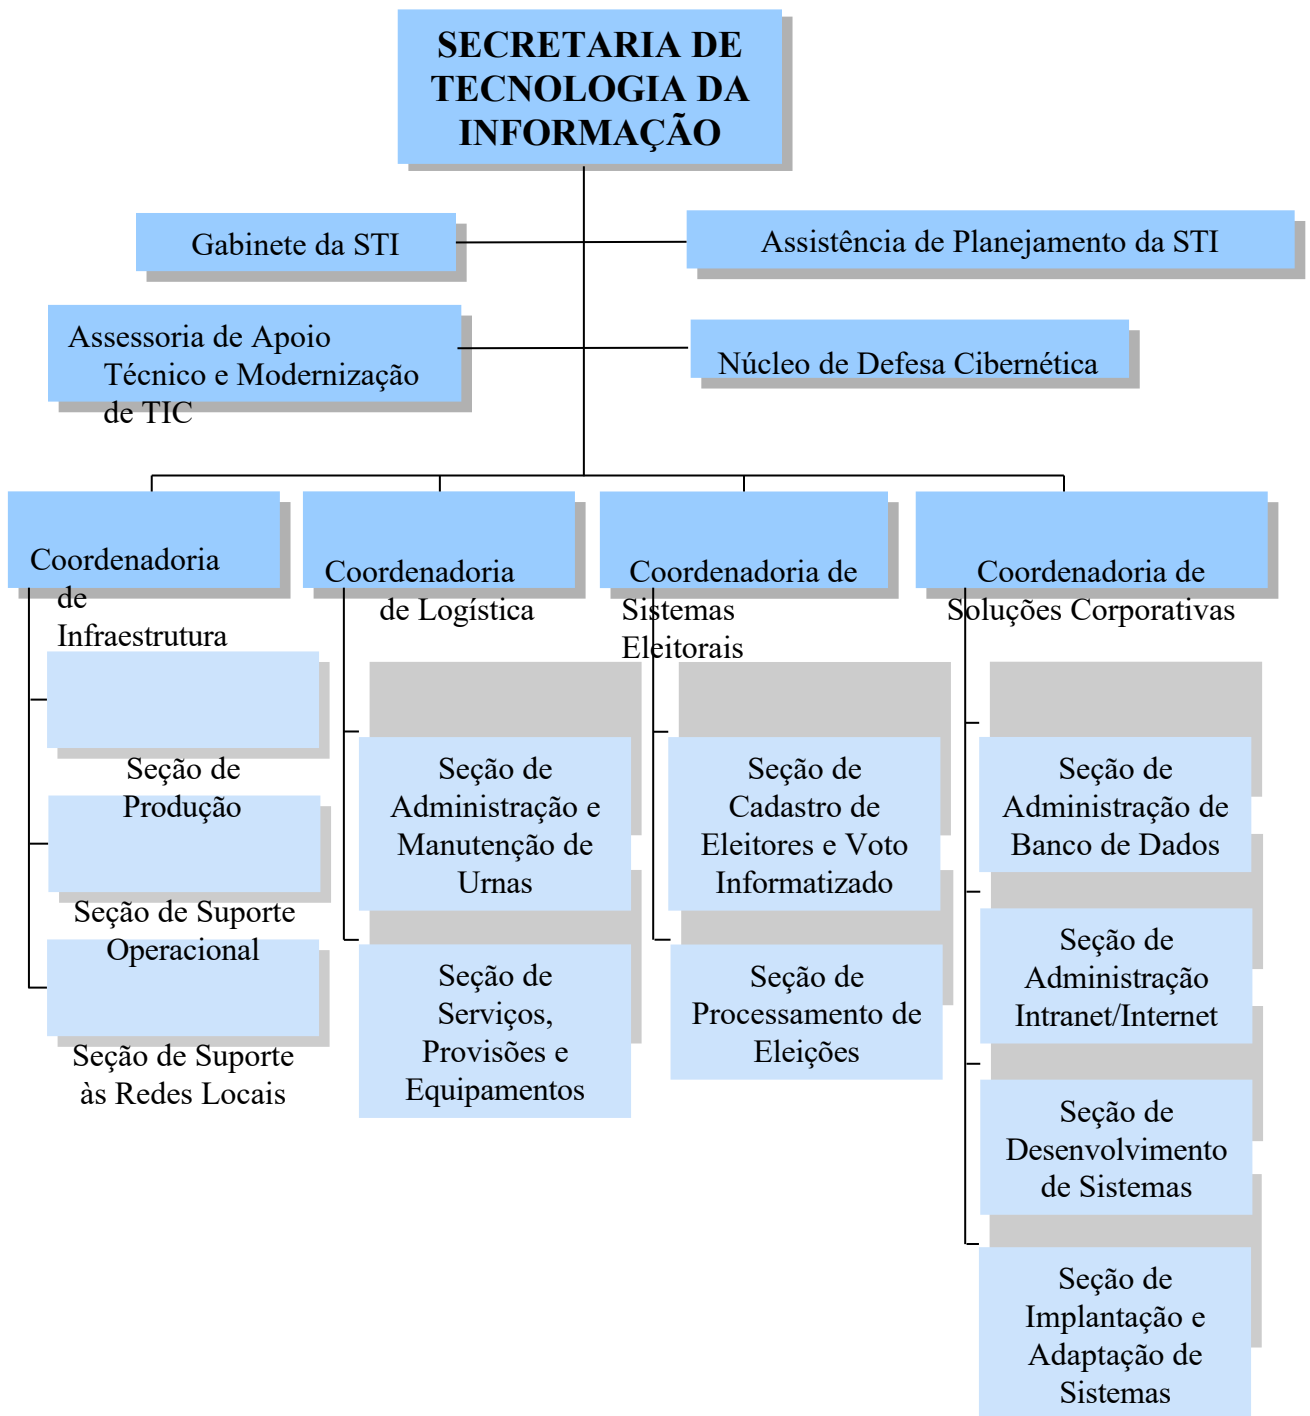 SECRETARIA DE
TECNOLOGIA DA
INFORMAÇÃO
Gabinete da STI
Assistência de Planejamento da STI
Assessoria de Apoio
Técnico e Modernização
de TIC
Núcleo de Defesa Cibernética
Coordenadoria
de
Infraestrutura
Seção de
Produção
Seção de Suporte
Operacional
Seção de Suporte
às Redes Locais
Coordenadoria
de Logística
Seção de
Administração e
Manutenção de
Urnas
Seção de
Serviços,
Provisões e
Equipamentos
Coordenadoria de
Sistemas
Eleitorais
Seção de
Cadastro de
Eleitores e Voto
Informatizado
Seção de
Processamento de
Eleições
Coordenadoria de
Soluções Corporativas
Seção de
Administração de
Banco de Dados
Seção de
Administração
Intranet/Internet
Seção de
Desenvolvimento
de Sistemas
Seção de
Implantação e
Adaptação de
Sistemas